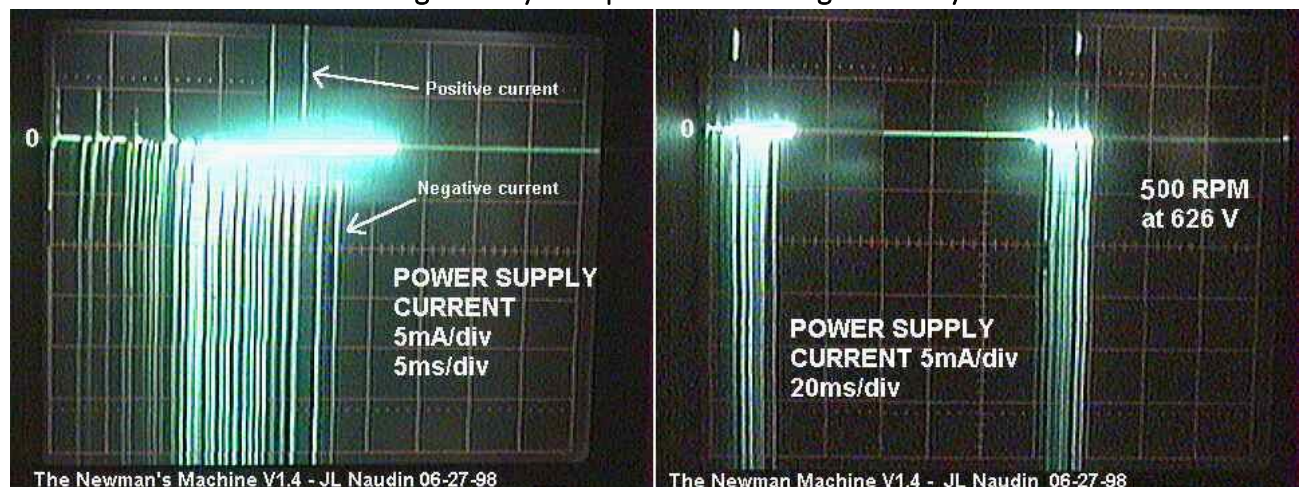 0
Positive current
Negative current
POWER SUPPLY
CURRENT
5mA/div
5ms/div
The Newman's Machine V1.4 - JL Naudin 06-27-98
0
500 RPM
at 626 V
POWER SUPPLY
CURRENT 5mA/div
20ms/div
The Newman Machine V1.4 - JL Naudin 06-27-98